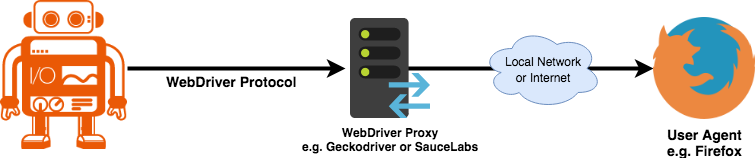 I/O
WebDriver Protocol
WebDriver Proxy
e.g. Geckodriver or SauceLabs
Local Network
or Internet
User Agent
e.g. Firefox